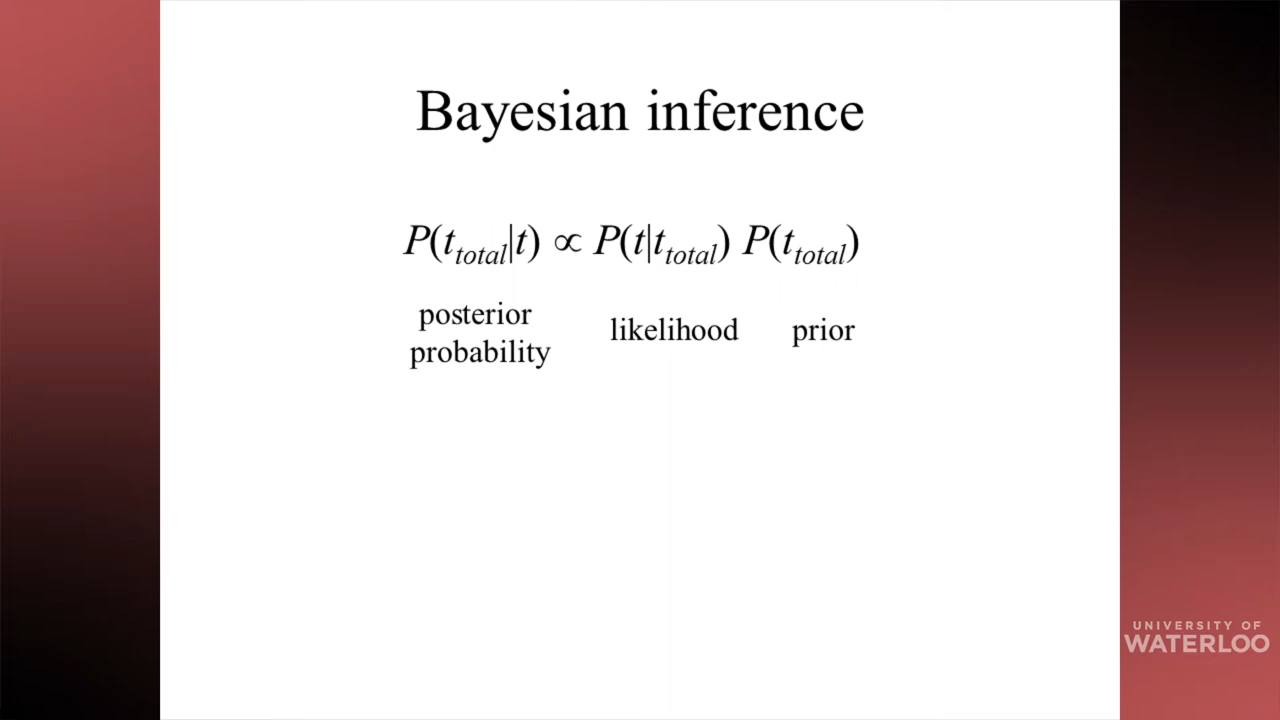 Bayesian inference
P(t_total|t) ∝ P(t|t_total) P(t_total)
posterior probability
likelihood
prior
UNIVERSITY OF
WATERLOO